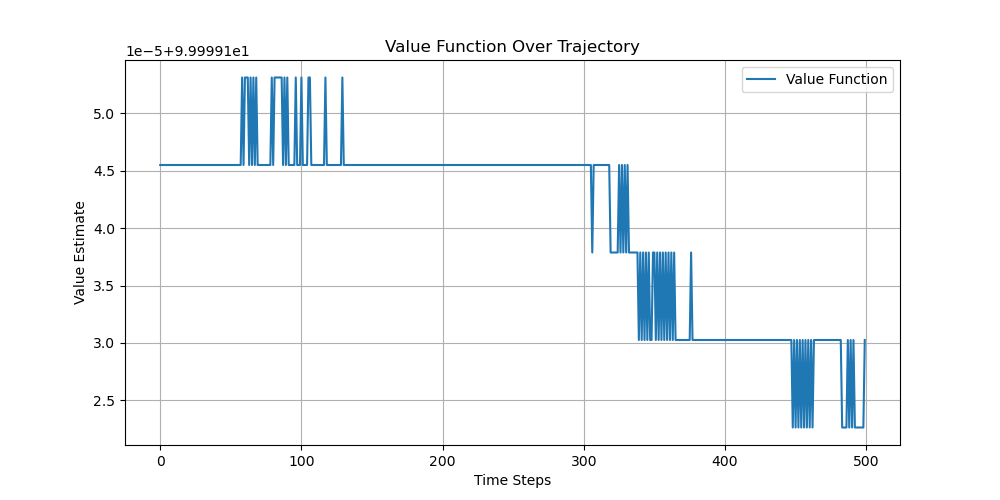 Value Function Over Trajectory
1e-5+9.99991e1
Value Function
5.0
4.5
4.0
3.5
3.0
2.5
Value Estimate
0 100 200 300 400 500
Time Steps